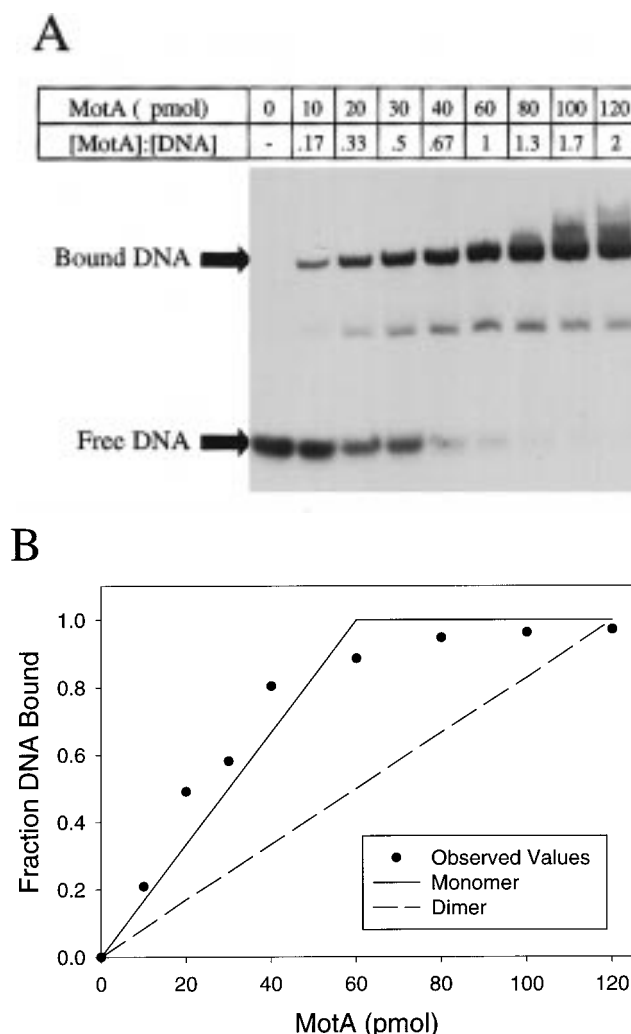 A
MotA ( pmol) 0 10 20 30 40 60 80 100 120
[MotA]:[DNA] - .17 .33 .5 .67 1 1.3 1.7 2
Bound DNA
Free DNA
B
Fraction DNA Bound
1.0
0.8
0.6
0.4
0.2
0.0
Observed Values
Monomer
Dimer
0 20 40 60 80 100 120
MotA (pmol)